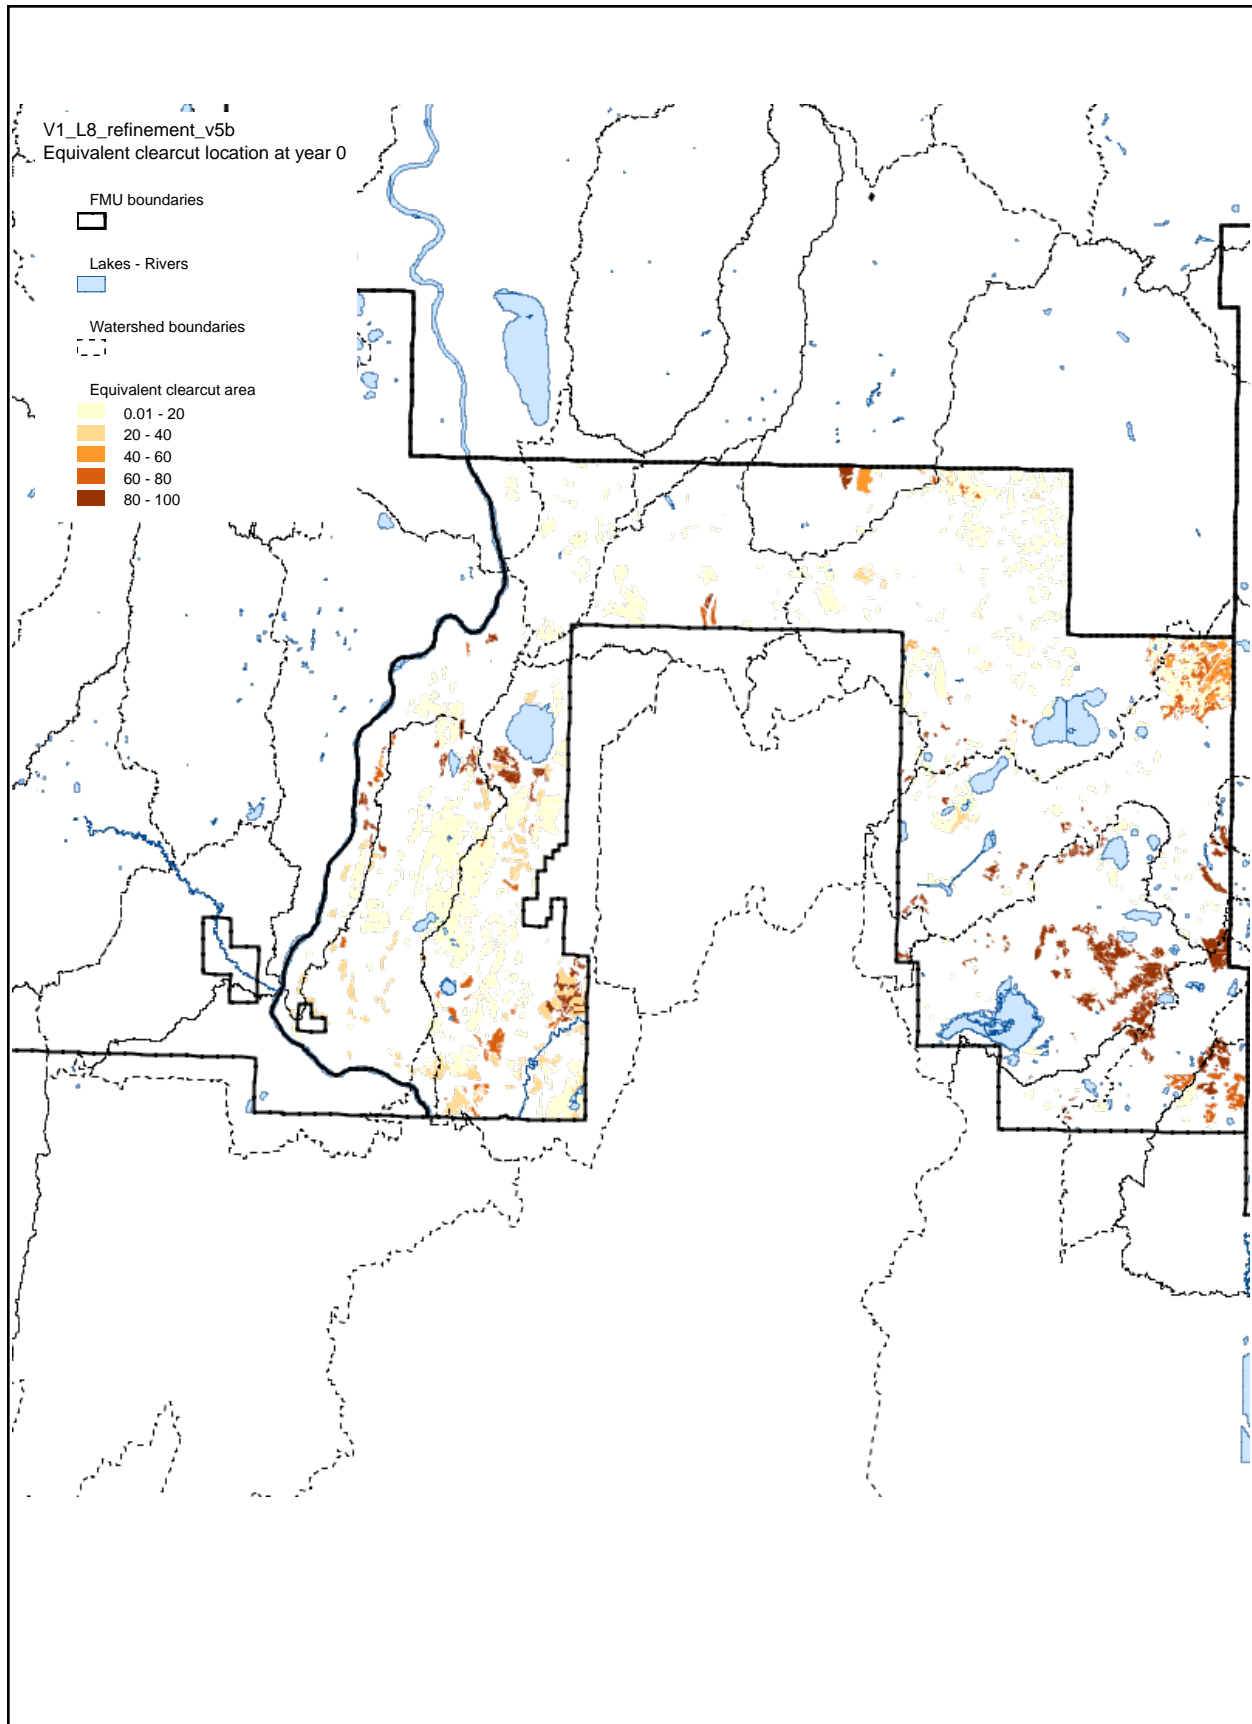 V1_L8_refinement_v5b
Equivalent clearcut location at year 0
FMU boundaries
Lakes - Rivers
Watershed boundaries
Equivalent clearcut area
0.01 - 20
20 - 40
40 - 60
60 - 80
80 - 100